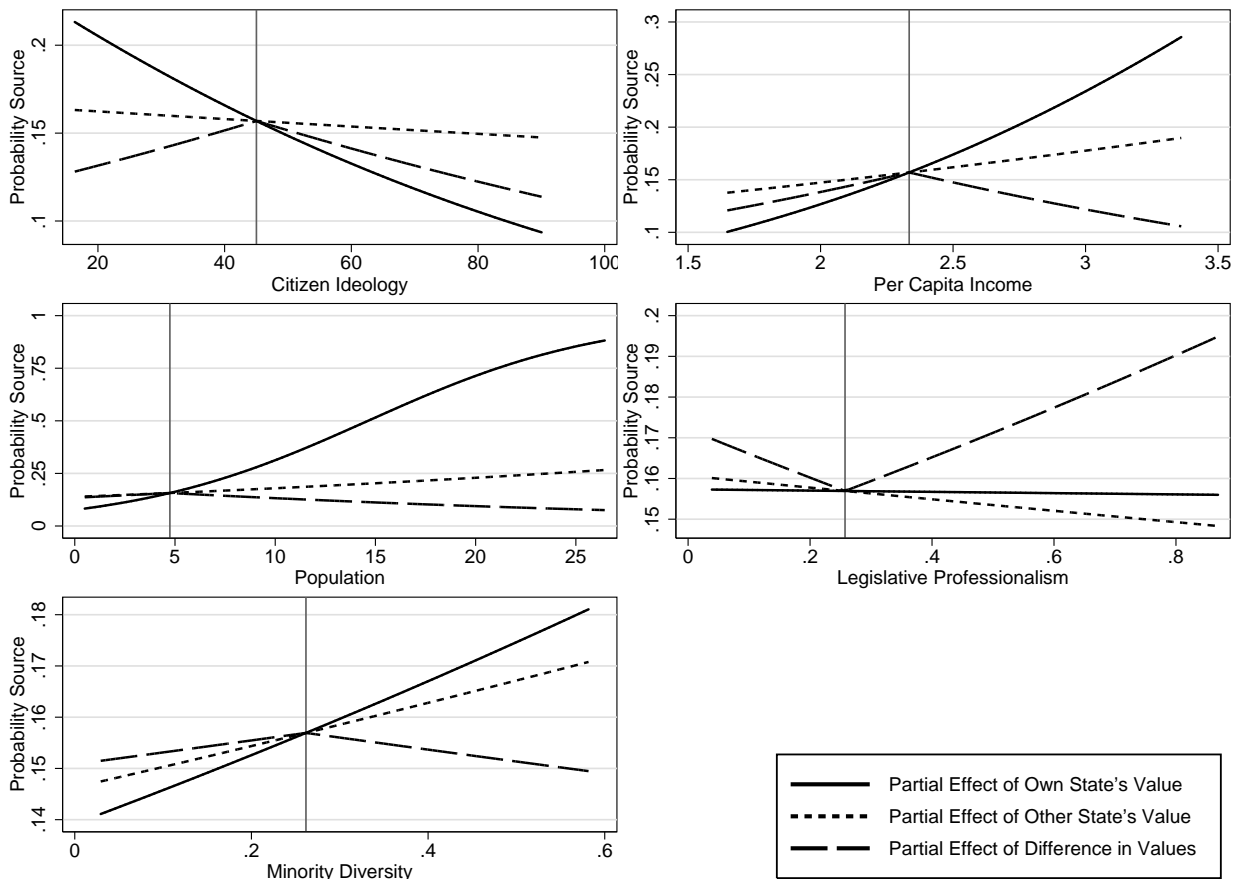 Probability Source
.1 .15 .2
20 40 60 80 100
Citizen Ideology
Probability Source
.1 .15 .2 .25 .3
1.5 2 2.5 3 3.5
Per Capita Income
Probability Source
0 .25 .5 .75 1
0 5 10 15 20 25
Population
Probability Source
.15 .16 .17 .18 .19 .2
0 .2 .4 .6 .8
Legislative Professionalism
Probability Source
.14 .15 .16 .17 .18
0 .2 .4 .6
Minority Diversity
Partial Effect of Own State's Value
Partial Effect of Other State's Value
Partial Effect of Difference in Values